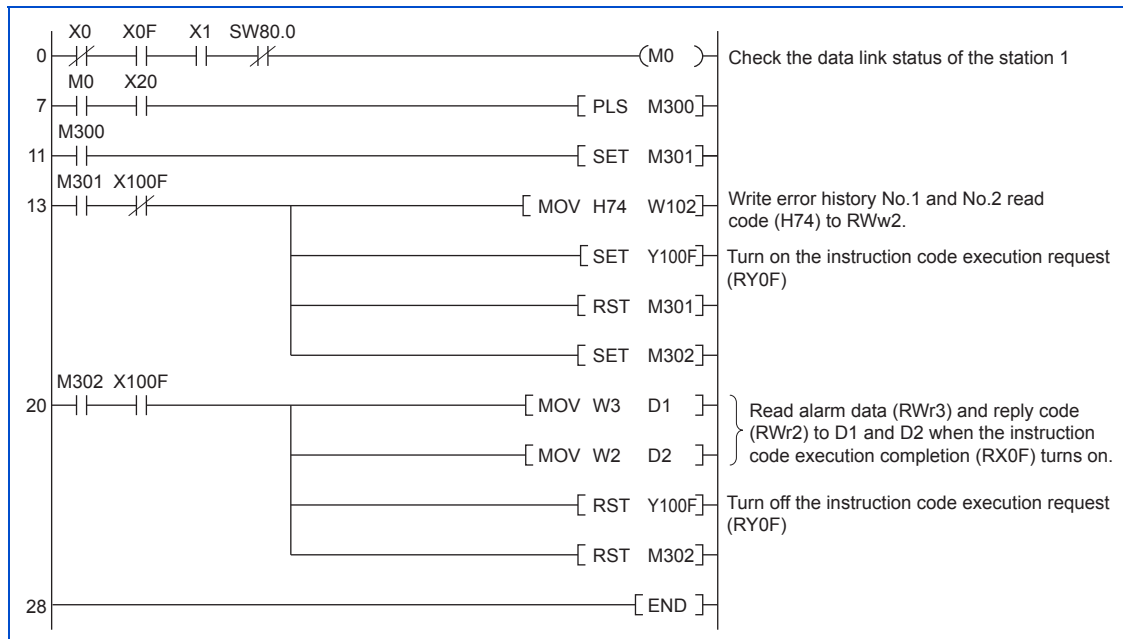 X0 X0F X1 SW80.0
0 (M0 ) Check the data link status of the station 1
M0 X20
7 [ PLS M300]
M300
11 [ SET M301]
M301 X100F
13 [ MOV H74 W102] Write error history No.1 and No.2 read
code (H74) to RWw2.
[ SET Y100F] Turn on the instruction code execution request
(RY0F)
[ RST M301]
[ SET M302]
M302 X100F
20 [ MOV W3 D1 ] Read alarm data (RWr3) and reply code
(RWr2) to D1 and D2 when the instruction
[ MOV W2 D2 ] code execution completion (RX0F) turns on.
[ RST Y100F] Turn off the instruction code execution request
(RY0F)
[ RST M302]
28 [ END ]